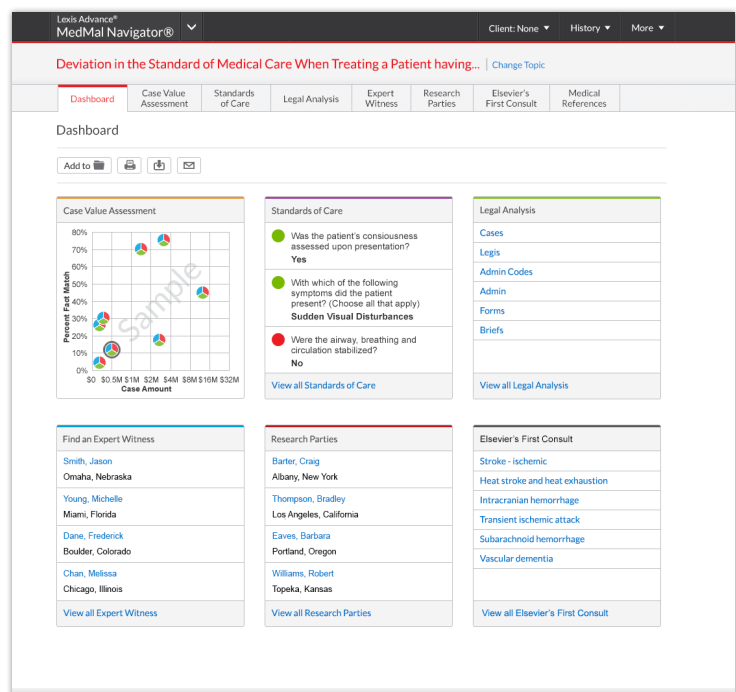 Lexis Advance®
MedMal Navigator®
Client: None ▼
History ▼
More ▼
Deviation in the Standard of Medical Care When Treating a Patient having... | Change Topic
Dashboard
Case Value
Assessment
Standards
of Care
Legal Analysis
Expert
Witness
Research
Parties
Elsevier's
First Consult
Medical
References
Dashboard
Add to
Case Value Assessment
80%
70%
60%
50%
40%
30%
20%
10%
0%
Percent Fact Match
Sample
$0 $0.5M $1M $2M $4M $8M $16M $32M
Case Amount
Standards of Care
Was the patient's consiousness
assessed upon presentation?
Yes
With which of the following
symptoms did the patient
present? (Choose all that apply)
Sudden Visual Disturbances
Were the airway, breathing and
circulation stabilized?
No
View all Standards of Care
Legal Analysis
Cases
Legis
Admin Codes
Admin
Forms
Briefs
View all Legal Analysis
Find an Expert Witness
Smith, Jason
Omaha, Nebraska
Young, Michelle
Miami, Florida
Dane, Frederick
Boulder, Colorado
Chan, Melissa
Chicago, Illinois
View all Expert Witness
Research Parties
Barter, Craig
Albany, New York
Thompson, Bradley
Los Angeles, California
Eaves, Barbara
Portland, Oregon
Williams, Robert
Topeka, Kansas
View all Research Parties
Elsevier's First Consult
Stroke - ischemic
Heat stroke and heat exhaustion
Intracranian hemorrhage
Transient ischemic attack
Subarachnoid hemorrhage
Vascular dementia
View all Elsevier's First Consult